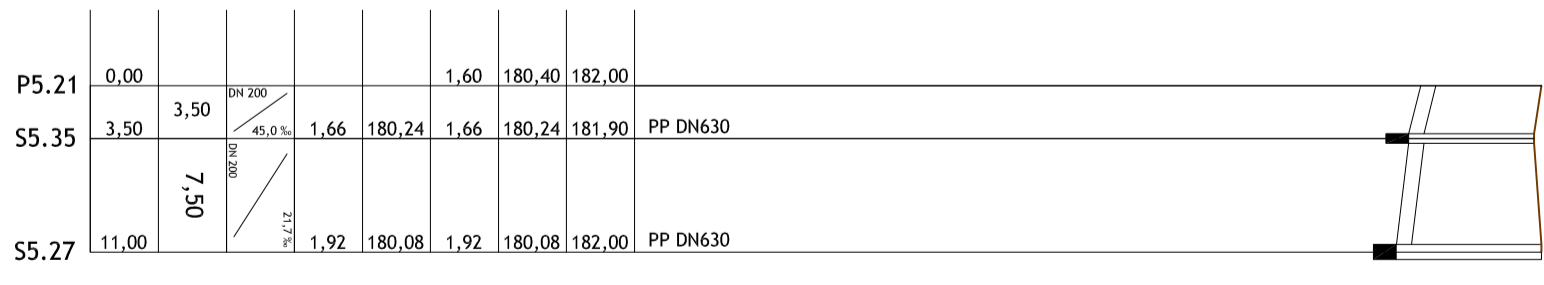 P5.21 0,00 1,60 180,40 182,00
3,50 DN 200 45,0 ‰
S5.35 3,50 1,66 180,24 1,66 180,24 181,90 PP DN630
7,50 DN 200 21,7 ‰
S5.27 11,00 1,92 180,08 1,92 180,08 182,00 PP DN630